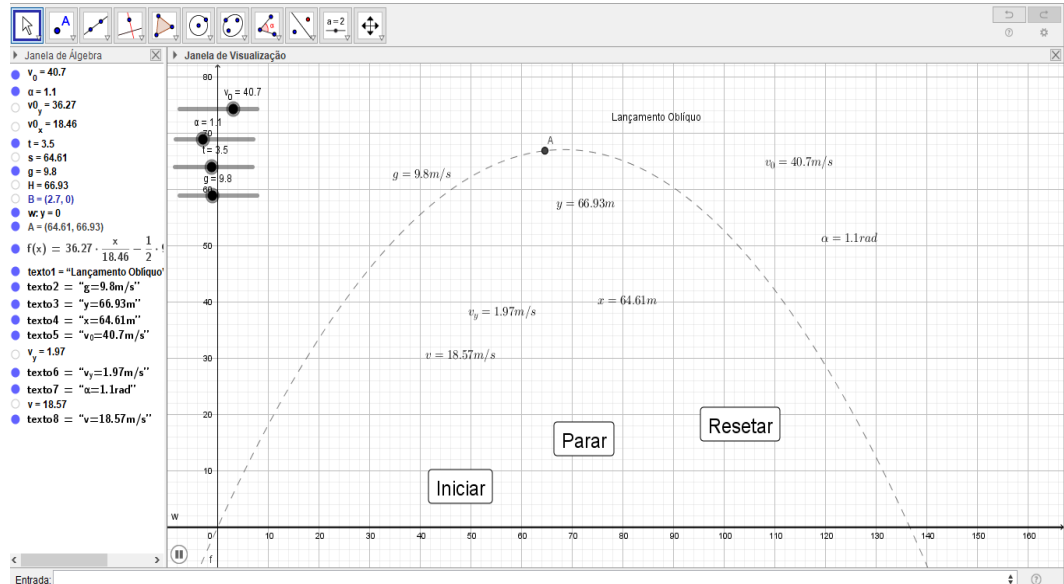 A
a=2
Janela de Álgebra
Janela de Visualização
v0 = 40.7
α = 1.1
v0y = 36.27
v0x = 18.46
t = 3.5
s = 64.61
g = 9.8
H = 66.93
B = (2.7, 0)
w: y = 0
A = (64.61, 66.93)
f(x) = 36.27 · x/18.46 − 1/2 ·
texto1 = "Lançamento Oblíquo"
texto2 = "g=9.8m/s"
texto3 = "y=66.93m"
texto4 = "x=64.61m"
texto5 = "v₀=40.7m/s"
vy = 1.97
texto6 = "vy=1.97m/s"
texto7 = "α=1.1rad"
v = 18.57
texto8 = "v=18.57m/s"
80
v0 = 40.7
α = 1.1
70
t = 3.5
g = 9.8
60
50
40
30
20
10
Lançamento Oblíquo
A
v0 = 40.7m/s
g = 9.8m/s
y = 66.93m
α = 1.1rad
x = 64.61m
vy = 1.97m/s
v = 18.57m/s
Resetar
Parar
Iniciar
w
0 10 20 30 40 50 60 70 80 90 100 110 120 130 140 150 160
f
Entrada: